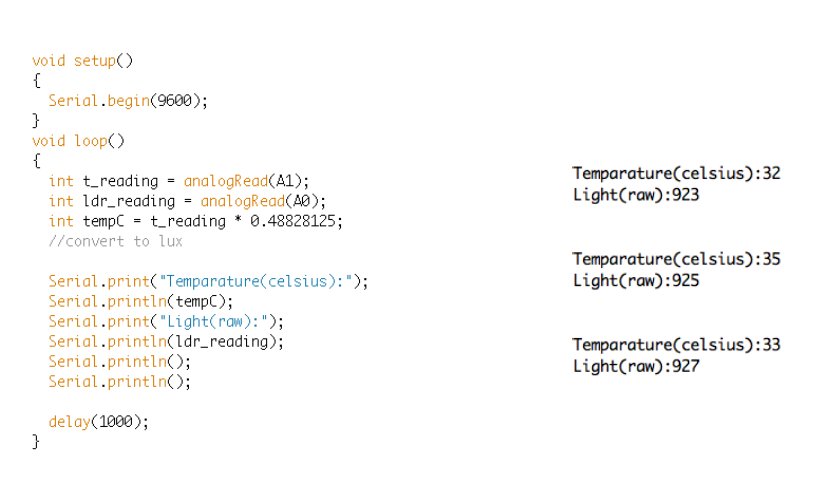 void setup()
{
  Serial.begin(9600);
}
void loop()
{
  int t_reading = analogRead(A1);
  int ldr_reading = analogRead(A0);
  int tempC = t_reading * 0.48828125;
  //convert to lux

  Serial.print("Temparature(celsius):");
  Serial.println(tempC);
  Serial.print("Light(raw):");
  Serial.println(ldr_reading);
  Serial.println();
  Serial.println();

  delay(1000);
}
Temparature(celsius):32
Light(raw):923

Temparature(celsius):35
Light(raw):925

Temparature(celsius):33
Light(raw):927